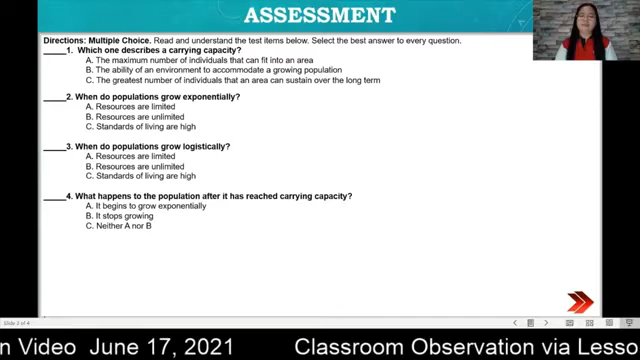 ASSESSMENT
Directions: Multiple Choice. Read and understand the test items below. Select the best answer to every question.
_____1. Which one describes a carrying capacity?
A. The maximum number of individuals that can fit into an area
B. The ability of an environment to accommodate a growing population
C. The greatest number of individuals that an area can sustain over the long term
_____2. When do populations grow exponentially?
A. Resources are limited
B. Resources are unlimited
C. Standards of living are high
_____3. When do populations grow logistically?
A. Resources are limited
B. Resources are unlimited
C. Standards of living are high
_____4. What happens to the population after it has reached carrying capacity?
A. It begins to grow exponentially
B. It stops growing
C. Neither A nor B
Slide 3 of 4
n Video June 17, 2021 Classroom Observation via Lesso